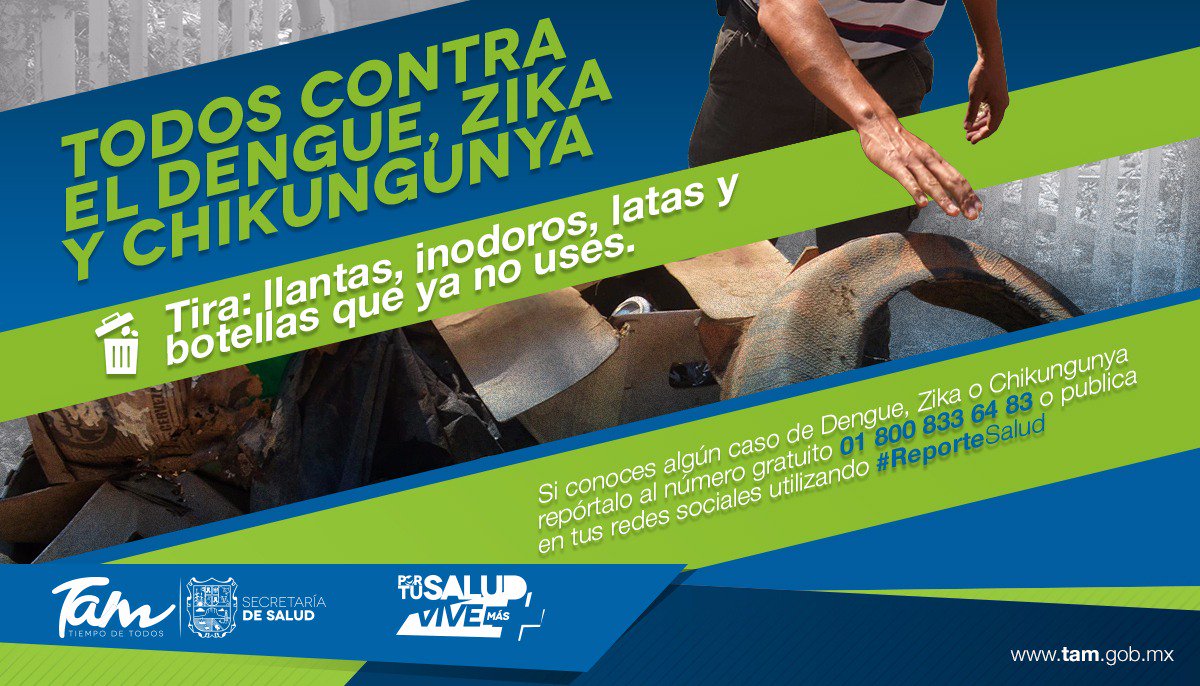 TODOS CONTRA
EL DENGUE, ZIKA
Y CHIKUNGUNYA
Tira: llantas, inodoros, latas y
botellas que ya no uses.
CERVEZA
Si conoces algún caso de Dengue, Zika o Chikungunya
repórtalo al número gratuito 01 800 833 64 83 o publica
en tus redes sociales utilizando #ReporteSalud
Tam
TIEMPO DE TODOS
SECRETARÍA
DE SALUD
POR
TU SALUD
VIVE MÁS
www.tam.gob.mx